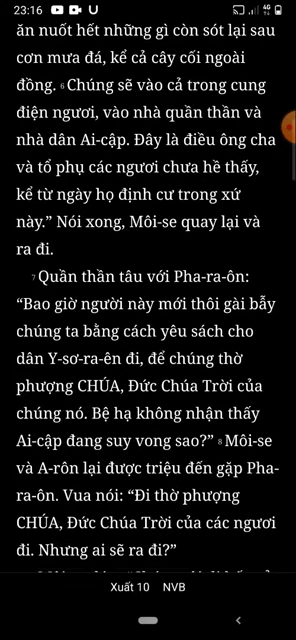 23:16
4G
ăn nuốt hết những gì còn sót lại sau
cơn mưa đá, kể cả cây cối ngoài
đồng. 6 Chúng sẽ vào cả trong cung
điện ngươi, vào nhà quần thần và
nhà dân Ai-cập. Đây là điều ông cha
và tổ phụ các ngươi chưa hề thấy,
kể từ ngày họ định cư trong xứ
này.” Nói xong, Môi-se quay lại và
ra đi.
7 Quần thần tâu với Pha-ra-ôn:
“Bao giờ người này mới thôi gài bẫy
chúng ta bằng cách yêu sách cho
dân Y-sơ-ra-ên đi, để chúng thờ
phượng CHÚA, Đức Chúa Trời của
chúng nó. Bệ hạ không nhận thấy
Ai-cập đang suy vong sao?” 8 Môi-se
và A-rôn lại được triệu đến gặp Pha-
ra-ôn. Vua nói: “Đi thờ phượng
CHÚA, Đức Chúa Trời của các ngươi
đi. Nhưng ai sẽ ra đi?”
Xuất 10 NVB